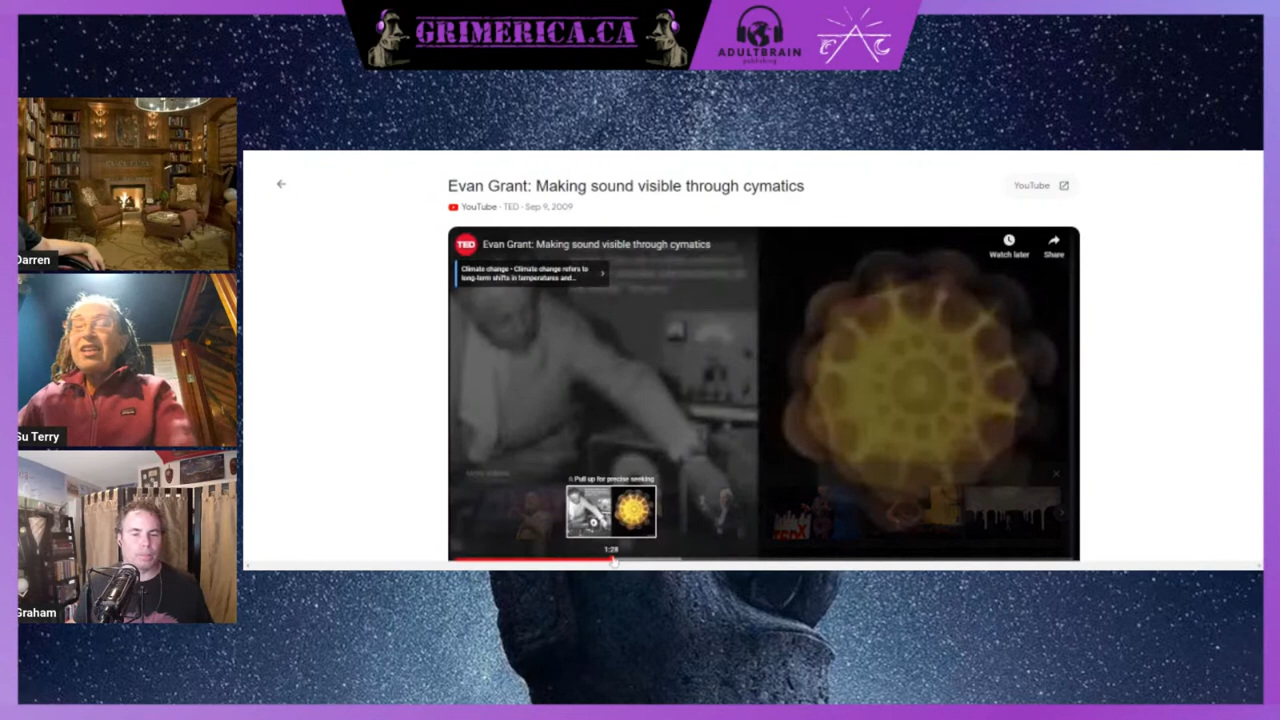 GRIMERICA.CA
ADULTBRAIN
publishing
Darren
Su Terry
Graham
Evan Grant: Making sound visible through cymatics
YouTube
YouTube · TED · Sep 9, 2009
TED Evan Grant: Making sound visible through cymatics
Watch later
Share
Climate change • Climate change refers to
long-term shifts in temperatures and...
Pull up for precise seeking
1:28